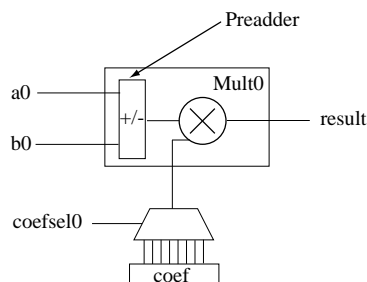 Preadder
Mult0
a0
+/-
result
b0
coefsel0
coef